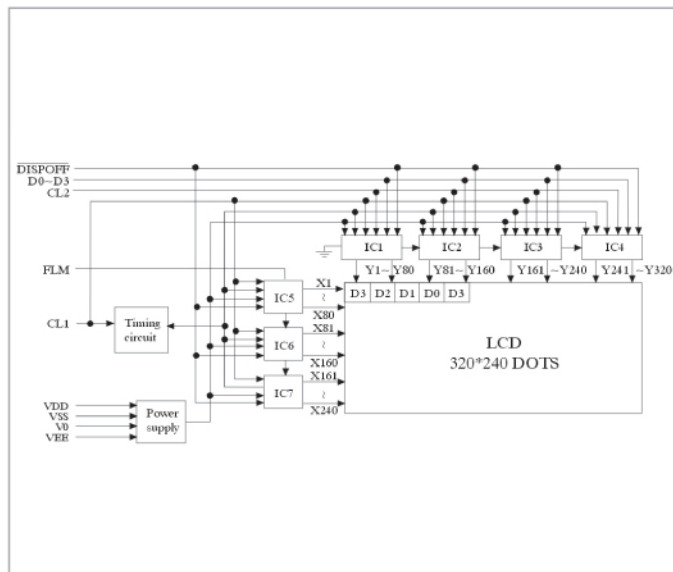 DISPOFF
D0~D3
CL2
IC1 IC2 IC3 IC4
FLM
Y1~Y80 Y81~Y160 Y161 ~Y240 Y241 ~Y320
X1
IC5
~
D3 D2 D1 D0 D3
X80
CL1
Timing
circuit
X81
IC6
~
LCD
320*240 DOTS
X160
X161
IC7
~
X240
VDD
VSS
V0
VEE
Power
supply